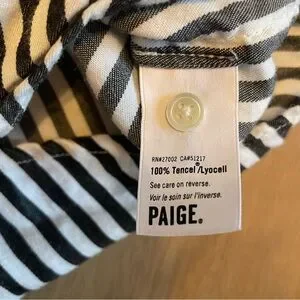 RN#27002 CA#51217
100% Tencel®/Lyocell
See care on reverse.
Voir le soin sur l'inverse.
PAIGE.